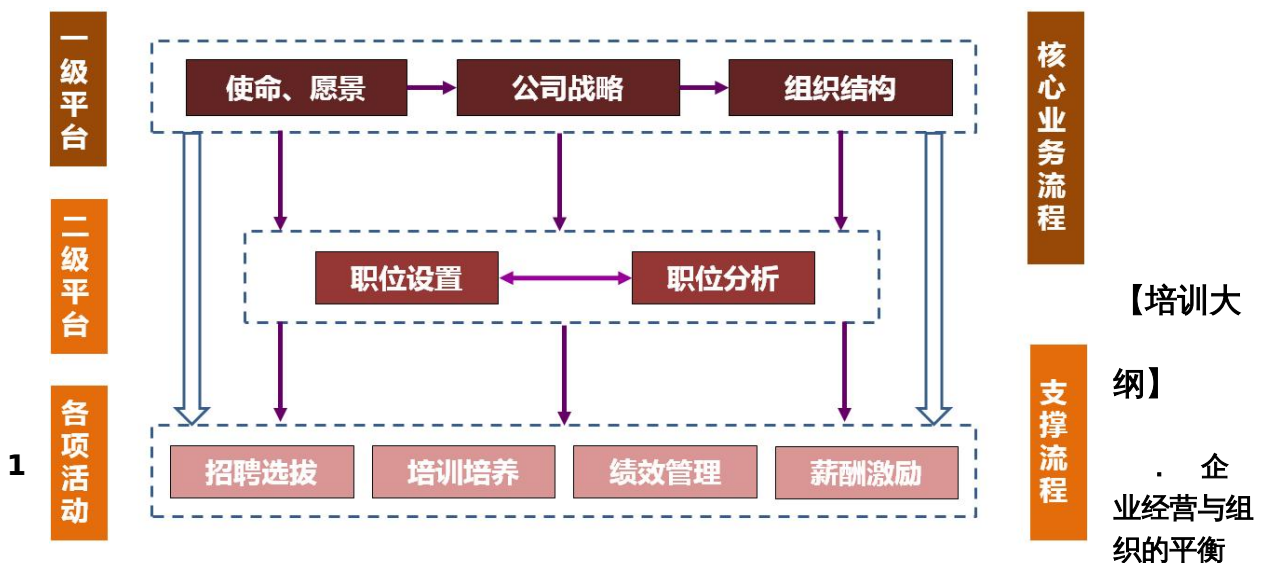 一级平台
使命、愿景
公司战略
组织结构
核心业务流程
二级平台
职位设置
职位分析
各项活动
招聘选拔
培训培养
绩效管理
薪酬激励
支撑流程
【培训大
纲】
1
. 企
业经营与组
织的平衡